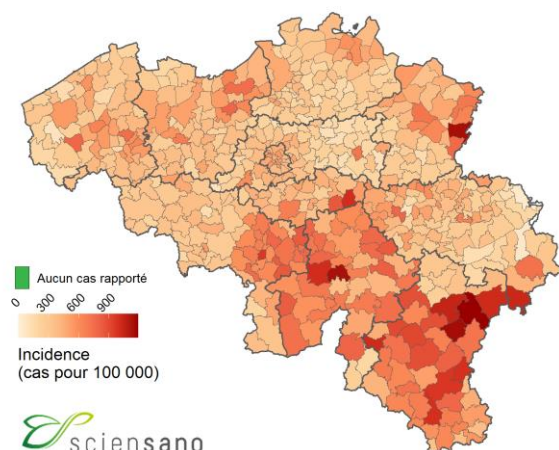 Aucun cas rapporté
0 300 600 900
Incidence
(cas pour 100 000)
sciensano